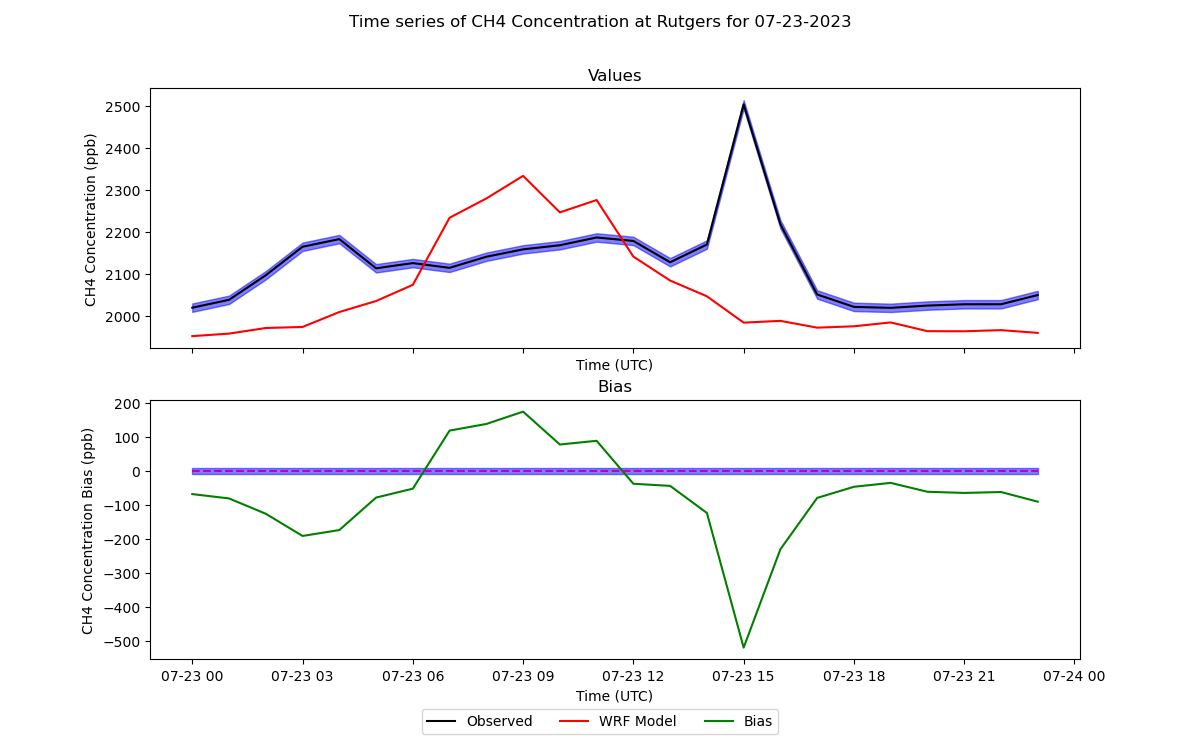 Time series of CH4 Concentration at Rutgers for 07-23-2023
Values
CH4 Concentration (ppb)
2500
2400
2300
2200
2100
2000
Time (UTC)
Bias
CH4 Concentration Bias (ppb)
200
100
0
−100
−200
−300
−400
−500
07-23 00 07-23 03 07-23 06 07-23 09 07-23 12 07-23 15 07-23 18 07-23 21 07-24 00
Time (UTC)
Observed WRF Model Bias